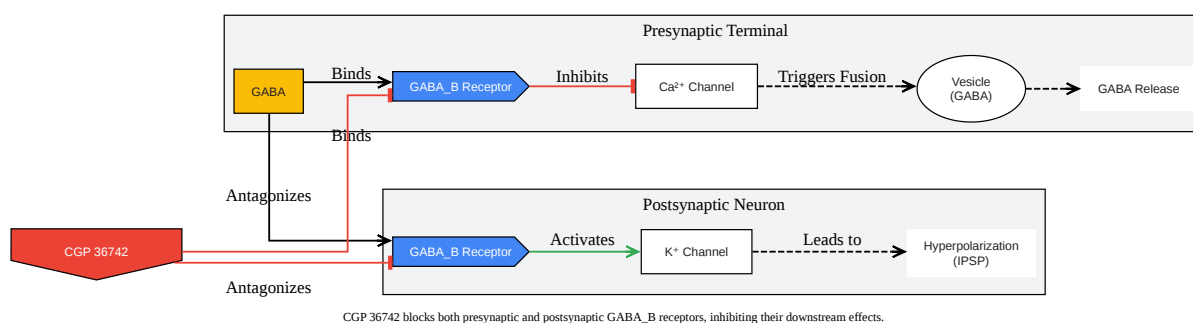 Presynaptic Terminal
GABA
Binds
GABA_B Receptor
Inhibits
Ca²⁺ Channel
Triggers Fusion
Vesicle
(GABA)
GABA Release
Binds
Antagonizes
Postsynaptic Neuron
CGP 36742
GABA_B Receptor
Activates
K⁺ Channel
Leads to
Hyperpolarization
(IPSP)
Antagonizes
CGP 36742 blocks both presynaptic and postsynaptic GABA_B receptors, inhibiting their downstream effects.